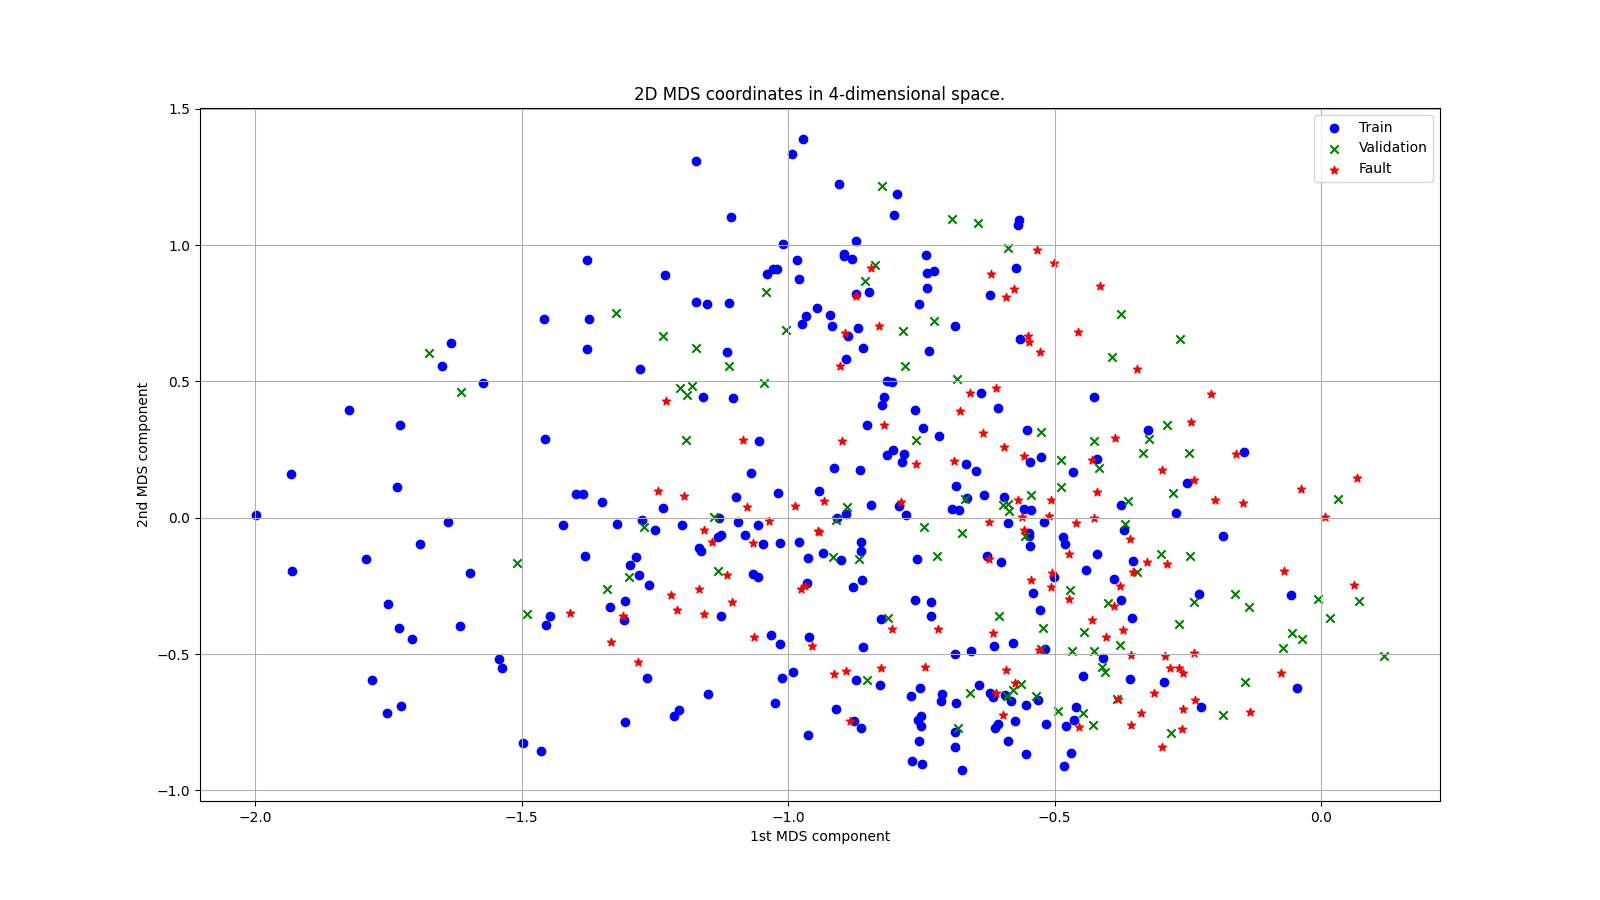 2D MDS coordinates in 4-dimensional space.
Train
Validation
Fault
1.5
1.0
0.5
0.0
−0.5
−1.0
2nd MDS component
−2.0
−1.5
−1.0
−0.5
0.0
1st MDS component